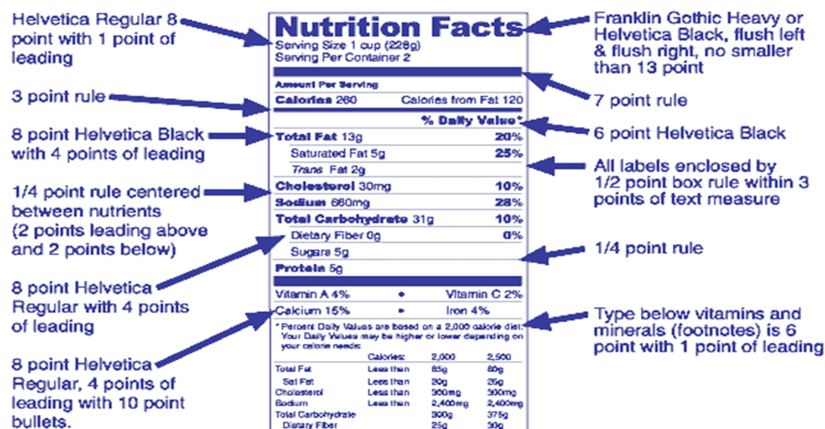 Helvetica Regular 8
point with 1 point of
leading
3 point rule
8 point Helvetica Black
with 4 points of leading
1/4 point rule centered
between nutrients
(2 points leading above
and 2 points below)
8 point Helvetica
Regular with 4 points
of leading
8 point Helvetica
Regular, 4 points of
leading with 10 point
bullets.
Nutrition Facts
Serving Size 1 cup (228g)
Serving Per Container 2
Amount Per Serving
Calories 260 Calories from Fat 120
% Daily Value*
Total Fat 13g 20%
Saturated Fat 5g 25%
Trans Fat 2g
Cholesterol 30mg 10%
Sodium 660mg 28%
Total Carbohydrate 31g 10%
Dietary Fiber 0g 0%
Sugars 5g
Protein 5g
Vitamin A 4% • Vitamin C 2%
Calcium 15% • Iron 4%
*Percent Daily Values are based on a 2,000 calorie diet.
Your Daily Values may be higher or lower depending on
your calorie needs:
Calories: 2,000 2,500
Total Fat Less than 65g 80g
Sat Fat Less than 20g 25g
Cholesterol Less than 300mg 300mg
Sodium Less than 2,400mg 2,400mg
Total Carbohydrate 300g 375g
Dietary Fiber 25g 30g
Franklin Gothic Heavy or
Helvetica Black, flush left
& flush right, no smaller
than 13 point
7 point rule
6 point Helvetica Black
All labels enclosed by
1/2 point box rule within 3
points of text measure
1/4 point rule
Type below vitamins and
minerals (footnotes) is 6
point with 1 point of leading